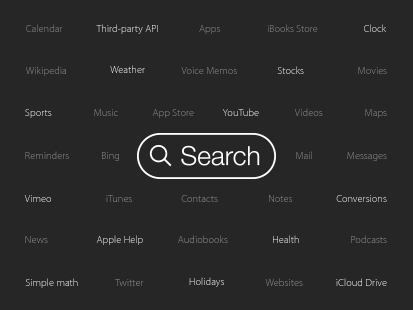 Calendar Third-party API Apps iBooks Store Clock
Wikipedia Weather Voice Memos Stocks Movies
Sports Music App Store YouTube Videos Maps
Reminders Bing Search Mail Messages
Vimeo iTunes Contacts Notes Conversions
News Apple Help Audiobooks Health Podcasts
Simple math Twitter Holidays Websites iCloud Drive